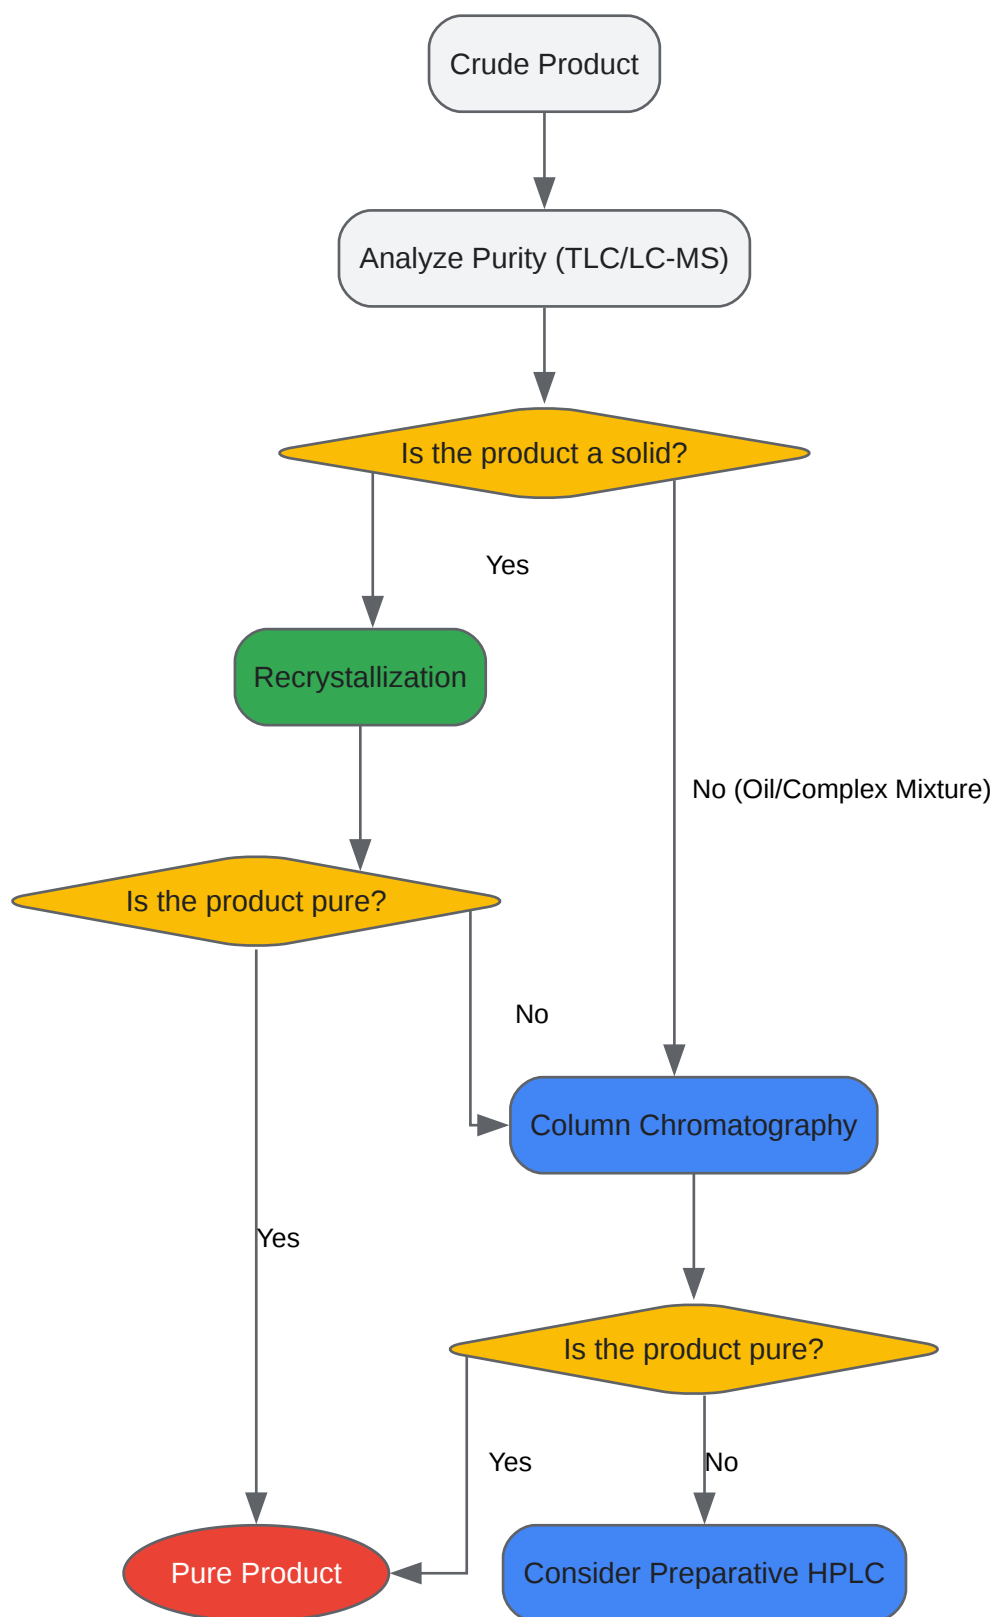 Crude Product
Analyze Purity (TLC/LC-MS)
Is the product a solid?
Yes
Recrystallization
No (Oil/Complex Mixture)
Is the product pure?
No
Column Chromatography
Yes
Is the product pure?
Yes
No
Pure Product
Consider Preparative HPLC